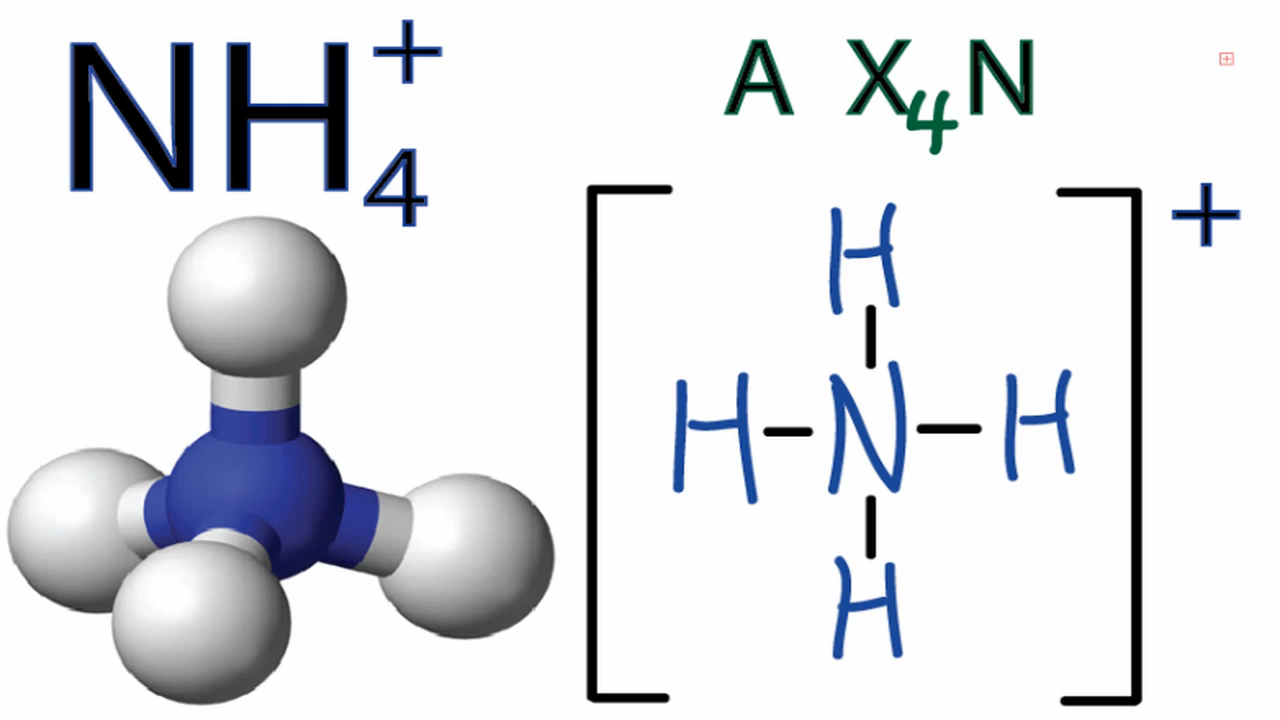 NH₄⁺
A X₄N
[ +
H
H-N-H
H
]